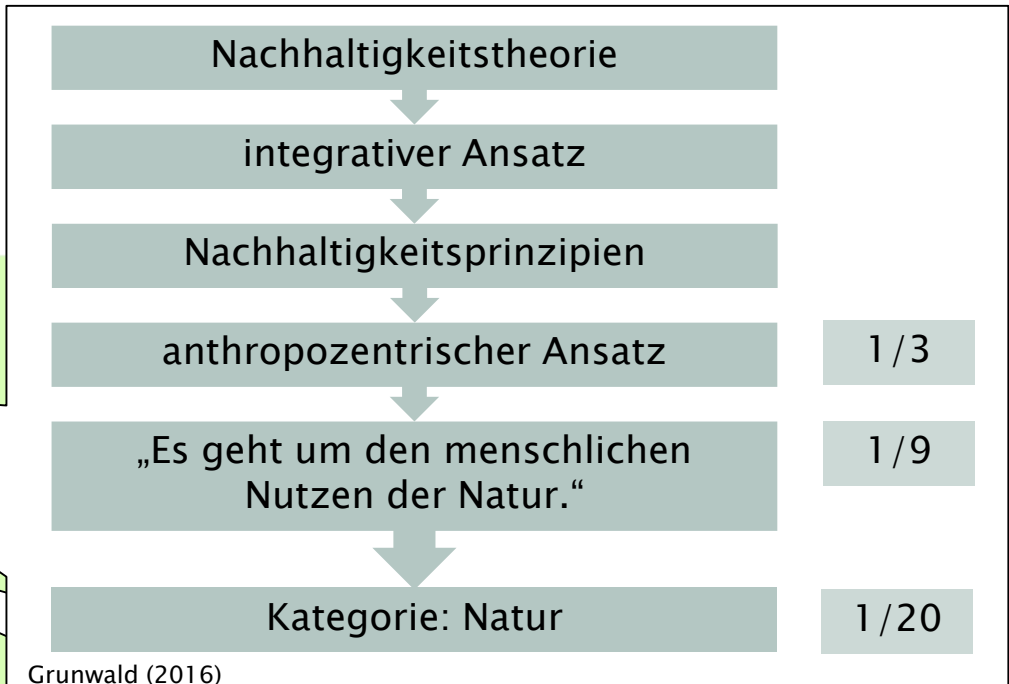 Nachhaltigkeitstheorie
integrativer Ansatz
Nachhaltigkeitsprinzipien
anthropozentrischer Ansatz
1/3
„Es geht um den menschlichen
Nutzen der Natur.“
1/9
Kategorie: Natur
1/20
Grunwald (2016)